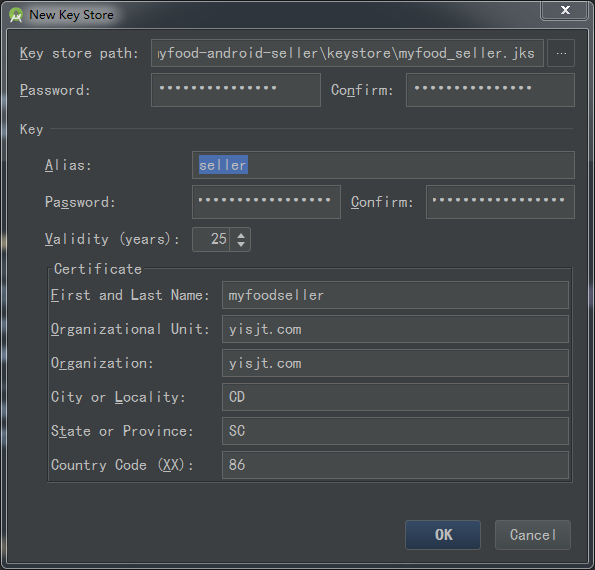 New Key Store
Key store path: myfood-android-seller\keystore\myfood_seller.jks ...
Password: ••••••••••••••• Confirm: •••••••••••••••
Key
Alias: seller
Password: ••••••••••••••••• Confirm: •••••••••••••••••
Validity (years): 25
Certificate
First and Last Name: myfoodseller
Organizational Unit: yisjt.com
Organization: yisjt.com
City or Locality: CD
State or Province: SC
Country Code (XX): 86
OK Cancel